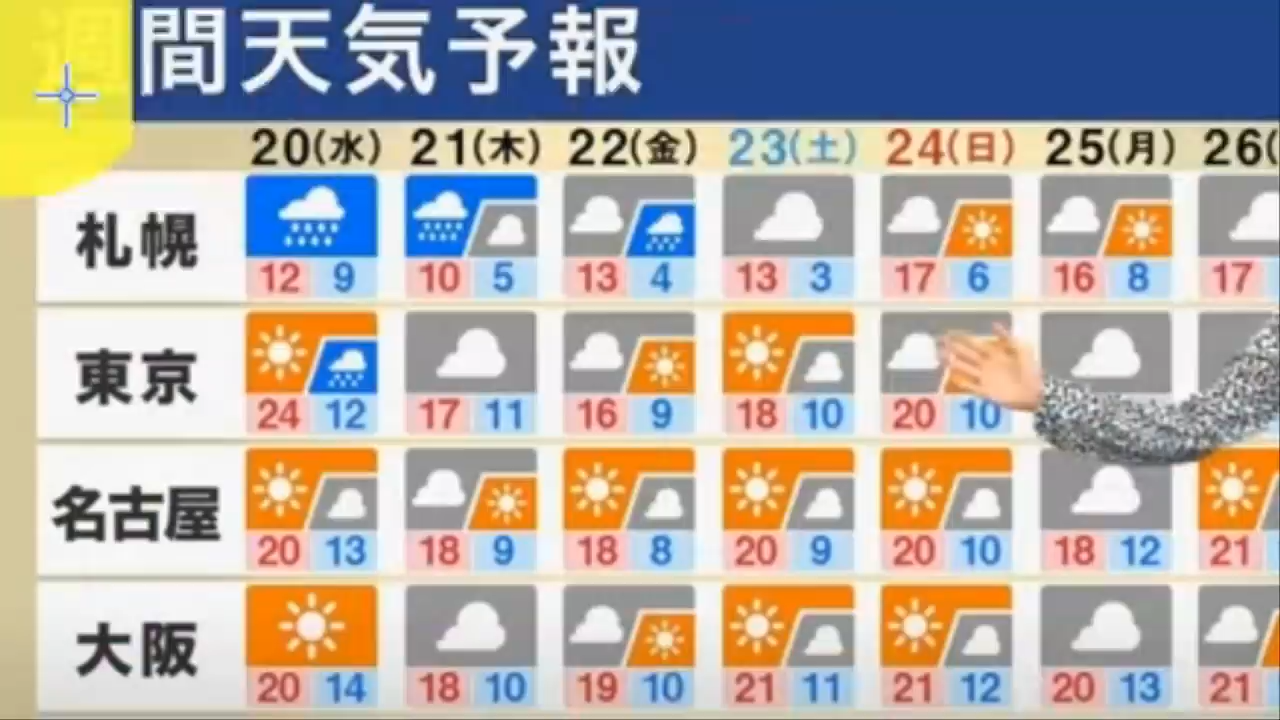 週間天気予報
20(水) 21(木) 22(金) 23(土) 24(日) 25(月) 26(
札幌
12 9 10 5 13 4 13 3 17 6 16 8 17
東京
24 12 17 11 16 9 18 10 20 10
名古屋
20 13 18 9 18 8 20 9 20 10 18 12 21
大阪
20 14 18 10 19 10 21 11 21 12 20 13 21